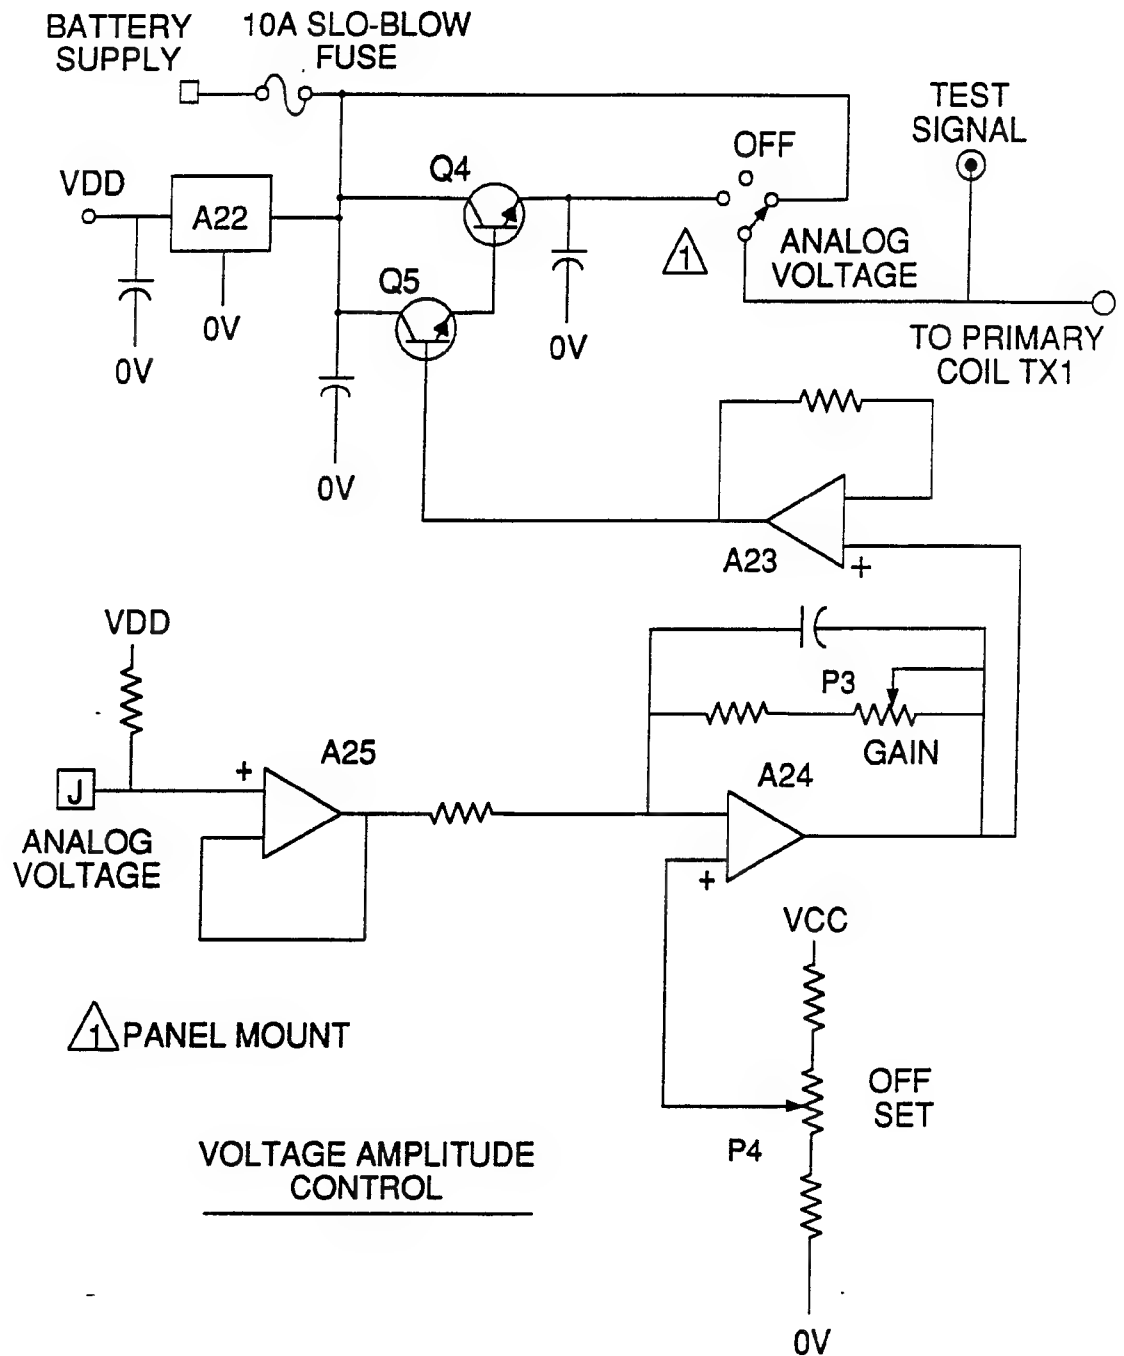 BATTERY
SUPPLY
10A SLO-BLOW
FUSE
TEST
SIGNAL
OFF
Q4
VDD
A22
1
ANALOG
VOLTAGE
Q5
0V
0V
0V
TO PRIMARY
COIL TX1
0V
A23
+
VDD
P3
GAIN
A25
A24
+
J
ANALOG
VOLTAGE
+
VCC
1 PANEL MOUNT
OFF
SET
P4
VOLTAGE AMPLITUDE
CONTROL
0V